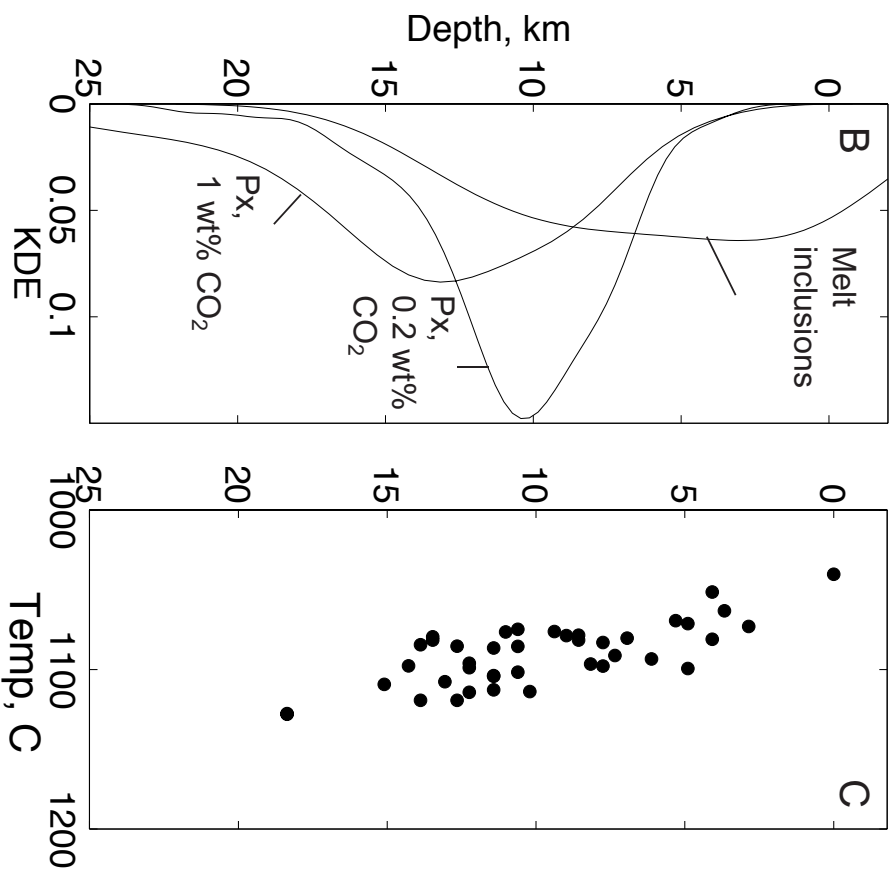 Depth, km
25
20
15
10
5
0
B
0
0.05
0.1
KDE
Melt
inclusions
Px,
0.2 wt%
CO₂
Px,
1 wt% CO₂
25
20
15
10
5
0
C
1000
1100
1200
Temp, C